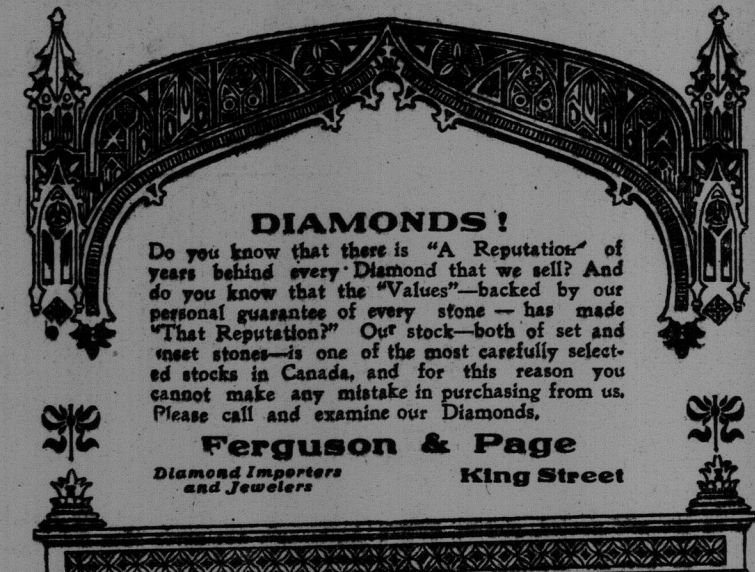 DIAMONDS!
Do you know that there is "A Reputation" of
years behind every Diamond that we sell? And
do you know that the "Values"—backed by our
personal guarantee of every stone — has made
"That Reputation?" Our stock—both of set and
unset stones—is one of the most carefully select-
ed stocks in Canada, and for this reason you
cannot make any mistake in purchasing from us.
Please call and examine our Diamonds.
Ferguson & Page
Diamond Importers
and Jewelers
King Street